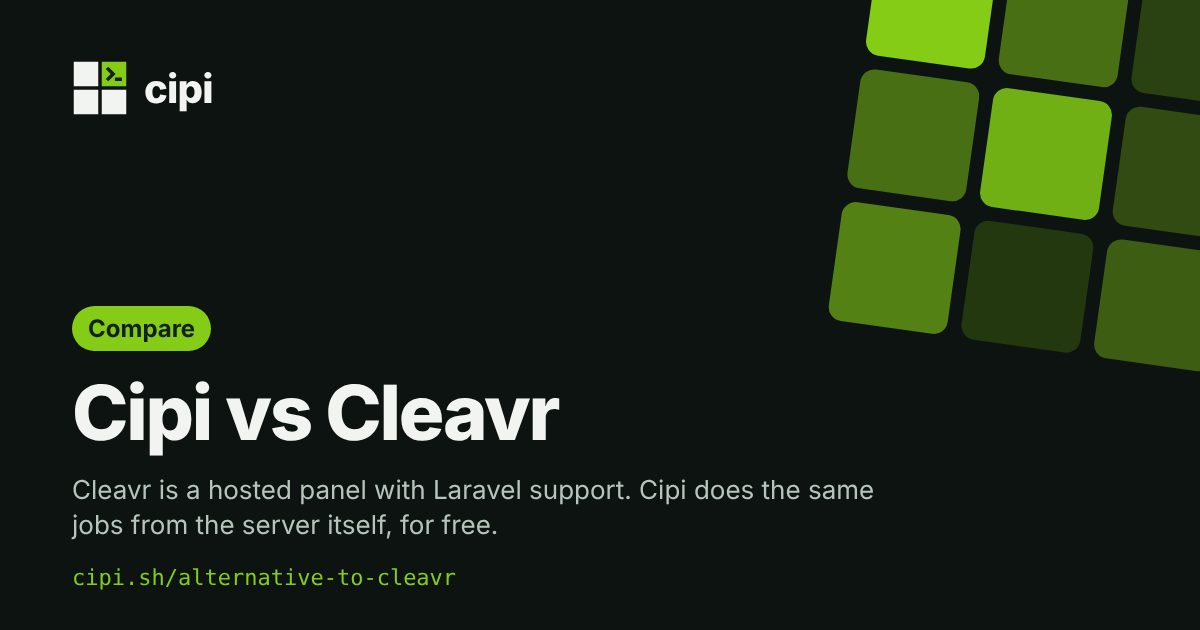 cipi
Compare
Cipi vs Cleavr
Cleavr is a hosted panel with Laravel support. Cipi does the same
jobs from the server itself, for free.
cipi.sh/alternative-to-cleavr